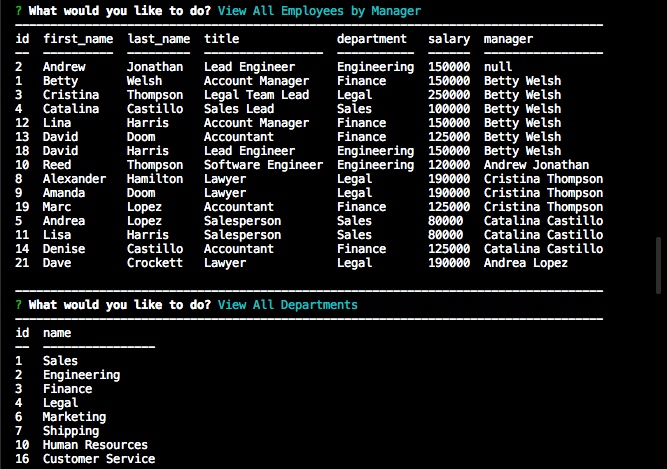 ? What would you like to do? View All Employees by Manager
id first_name last_name title department salary manager
2 Andrew Jonathan Lead Engineer Engineering 150000 null
1 Betty Welsh Account Manager Finance 150000 Betty Welsh
3 Cristina Thompson Legal Team Lead Legal 250000 Betty Welsh
4 Catalina Castillo Sales Lead Sales 100000 Betty Welsh
12 Lina Harris Account Manager Finance 150000 Betty Welsh
13 David Doom Accountant Finance 125000 Betty Welsh
18 David Harris Lead Engineer Engineering 150000 Betty Welsh
10 Reed Thompson Software Engineer Engineering 120000 Andrew Jonathan
8 Alexander Hamilton Lawyer Legal 190000 Cristina Thompson
9 Amanda Doom Lawyer Legal 190000 Cristina Thompson
19 Marc Lopez Accountant Finance 125000 Cristina Thompson
5 Andrea Lopez Salesperson Sales 80000 Catalina Castillo
11 Lisa Harris Salesperson Sales 80000 Catalina Castillo
14 Denise Castillo Accountant Finance 125000 Catalina Castillo
21 Dave Crockett Lawyer Legal 190000 Andrea Lopez
? What would you like to do? View All Departments
id name
1 Sales
2 Engineering
3 Finance
4 Legal
6 Marketing
7 Shipping
10 Human Resources
16 Customer Service